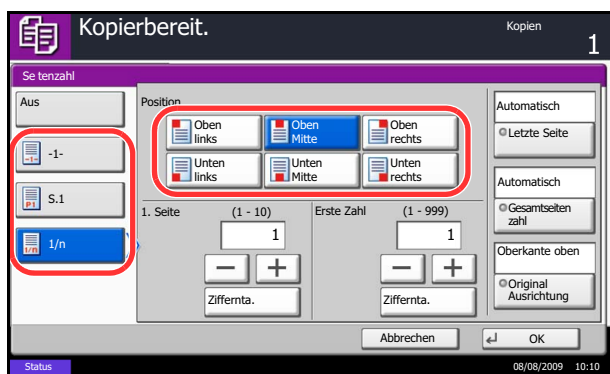 Kopierbereit.
Kopien
1
Se tenzahl
Aus
-1-
-1-
P1
S.1
1/n
1/n
Position
Oben
links
Oben
Mitte
Oben
rechts
Unten
links
Unten
Mitte
Unten
rechts
1. Seite (1 - 10)
1
Ziffernta.
Erste Zahl (1 - 999)
1
Ziffernta.
Automatisch
Letzte Seite
Automatisch
Gesamtseiten
zahl
Oberkante oben
Original
Ausrichtung
Abbrechen
OK
Status
08/08/2009 10:10